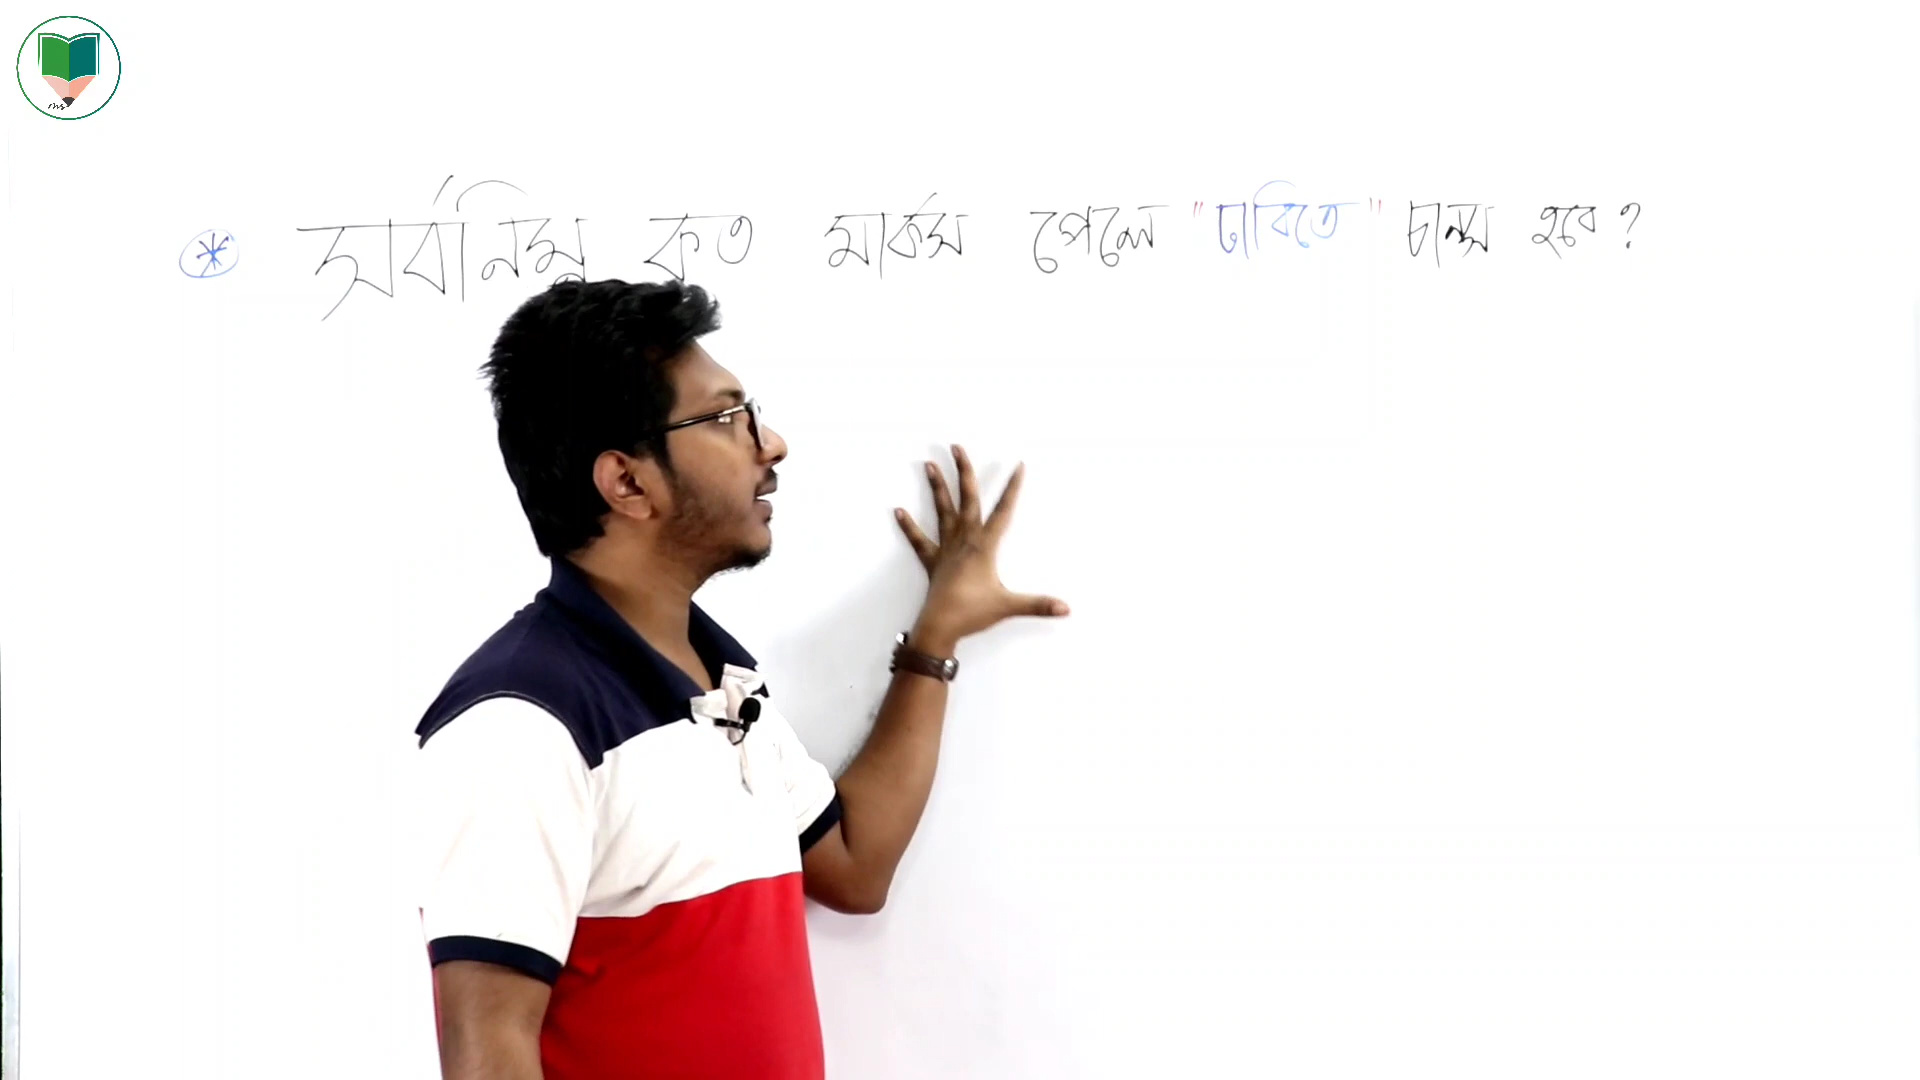 সর্বনিম্ন কত মার্কস পেলে "ঢাবিতে" চান্স হবে?